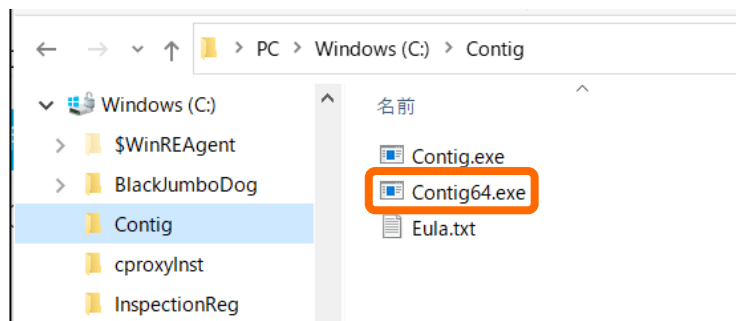 PC > Windows (C:) > Contig
Windows (C:)
$WinREAgent
BlackJumboDog
Contig
cproxyInst
InspectionReg
名前
Contig.exe
Contig64.exe
Eula.txt